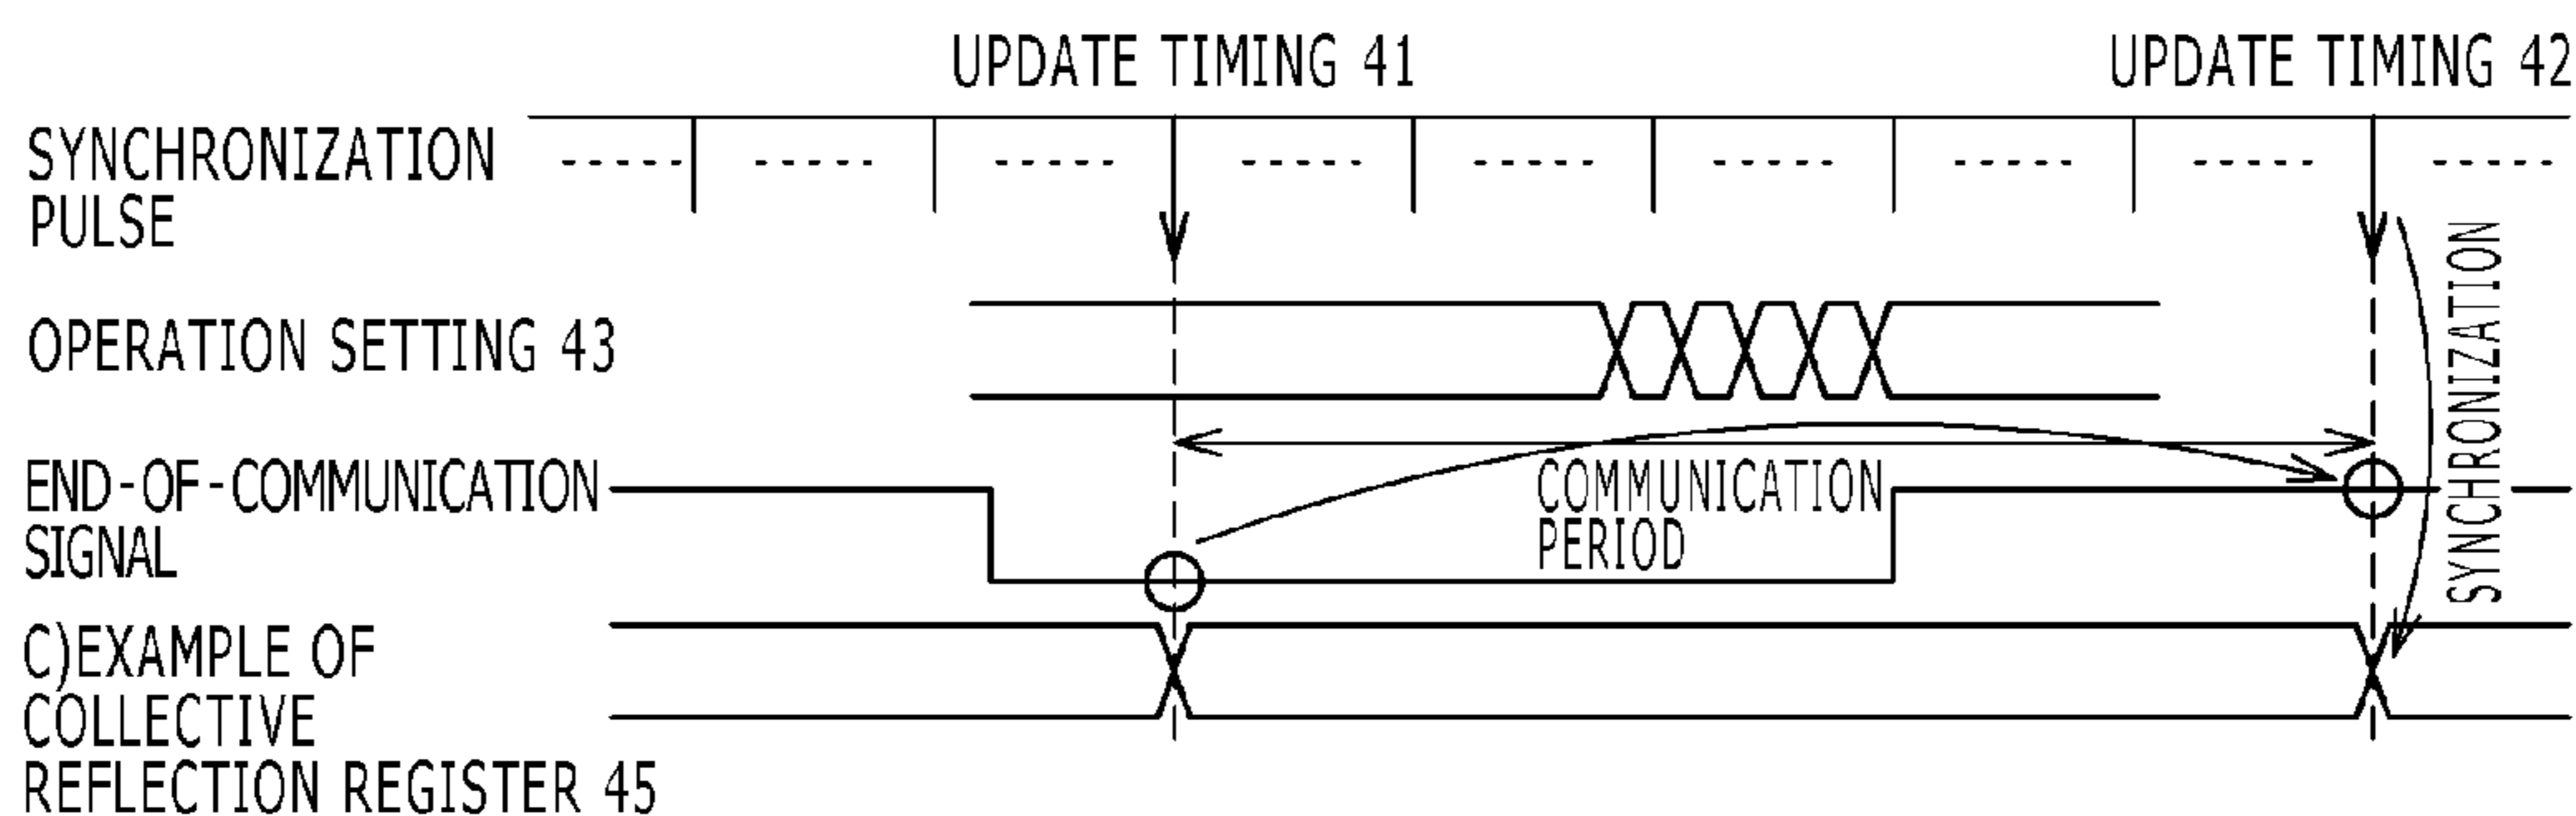 UPDATE TIMING 41
UPDATE TIMING 42
SYNCHRONIZATION
PULSE
OPERATION SETTING 43
SYNCHRONIZATION
END-OF-COMMUNICATION
SIGNAL
COMMUNICATION
PERIOD
C)EXAMPLE OF
COLLECTIVE
REFLECTION REGISTER 45